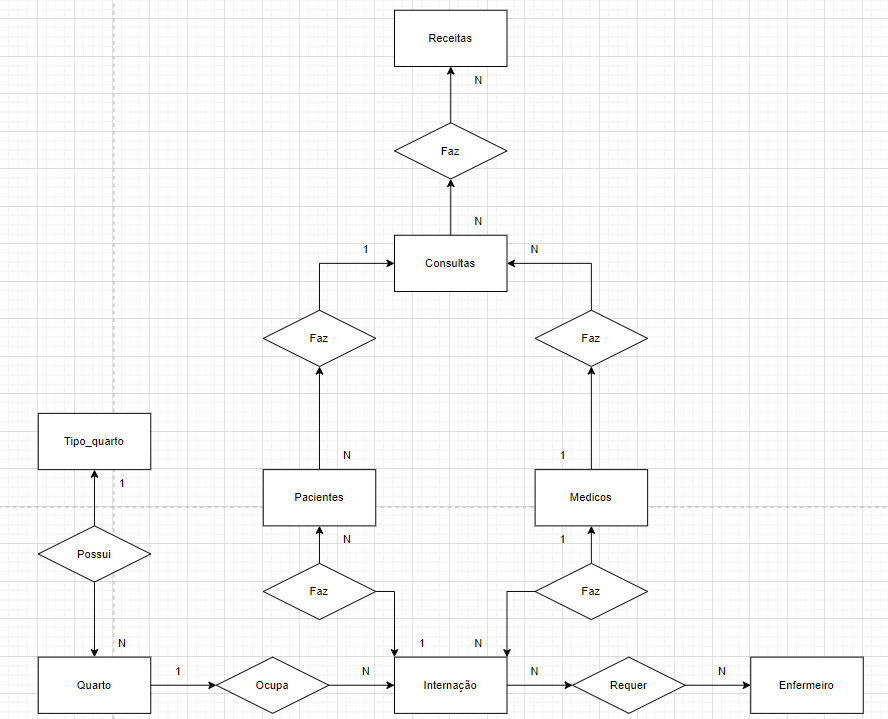 Receitas
N
Faz
N
1
Consultas
N
Faz
Faz
Tipo_quarto
N
1
1
Pacientes
Medicos
N
1
Possui
Faz
Faz
N
1
N
Quarto
1
Ocupa
N
Internação
N
Requer
N
Enfermeiro